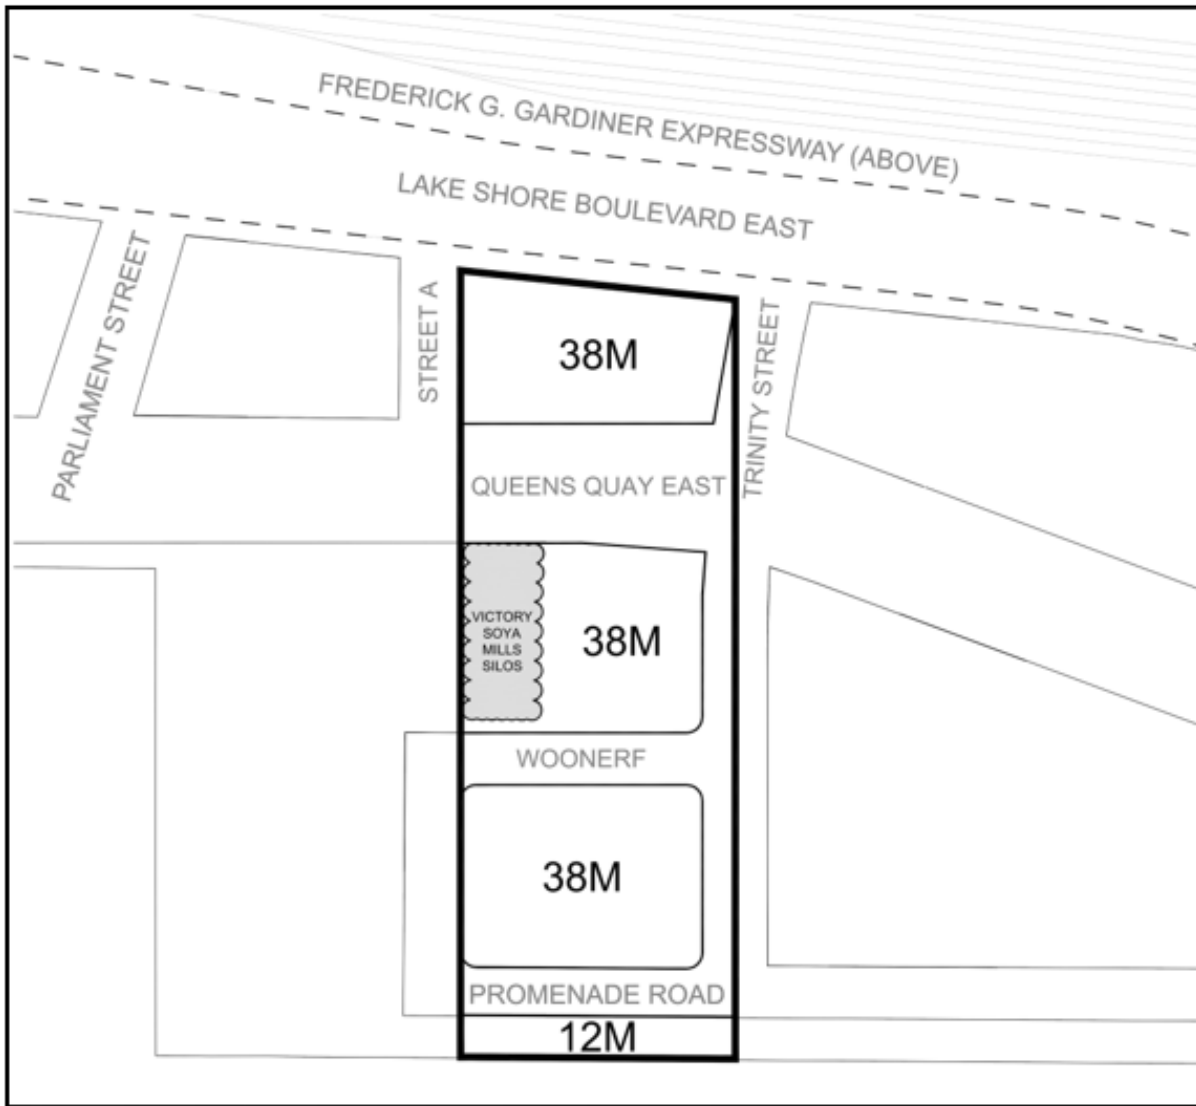 FREDERICK G. GARDINER EXPRESSWAY (ABOVE)
LAKE SHORE BOULEVARD EAST
PARLIAMENT STREET
STREET A
38M
TRINITY STREET
QUEENS QUAY EAST
VICTORY
SOYA
MILLS
SILOS
38M
WOONERF
38M
PROMENADE ROAD
12M